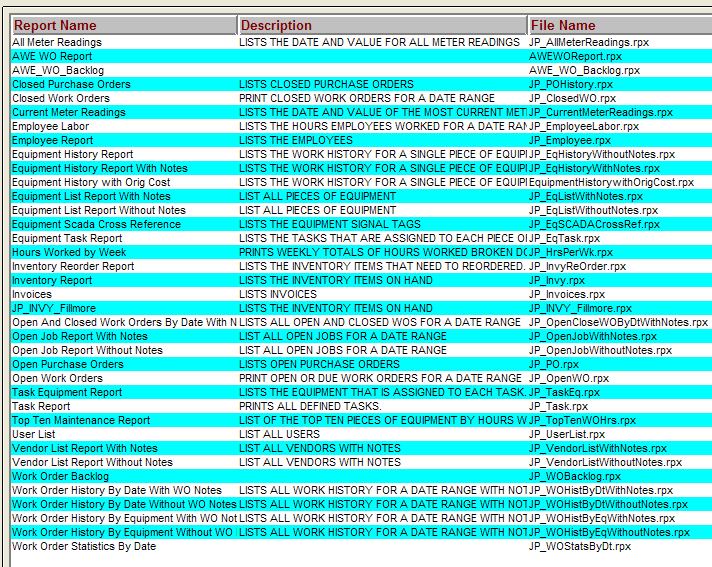 Report Name Description File Name
All Meter Readings LISTS THE DATE AND VALUE FOR ALL METER READINGS JP_AllMeterReadings.rpx
AWE WO Report AWEWOReport.rpx
AWE_WO_Backlog AWE_WO_Backlog.rpx
Closed Purchase Orders LISTS CLOSED PURCHASE ORDERS JP_POHistory.rpx
Closed Work Orders PRINT CLOSED WORK ORDERS FOR A DATE RANGE JP_ClosedWO.rpx
Current Meter Readings LISTS THE DATE AND VALUE OF THE MOST CURRENT MET JP_CurrentMeterReadings.rpx
Employee Labor LISTS THE HOURS EMPLOYEES WORKED FOR A DATE RAN JP_EmployeeLabor.rpx
Employee Report LISTS THE EMPLOYEES JP_Employee.rpx
Equipment History Report LISTS THE WORK HISTORY FOR A SINGLE PIECE OF EQUIPI JP_EqHistoryWithoutNotes.rpx
Equipment History Report With Notes LISTS THE WORK HISTORY FOR A SINGLE PIECE OF EQUIPI JP_EqHistoryWithNotes.rpx
Equipment History with Orig Cost LISTS THE WORK HISTORY FOR A SINGLE PIECE OF EQUIPI EquipmentHistorywithOrigCost.rpx
Equipment List Report With Notes LIST ALL PIECES OF EQUIPMENT JP_EqListWithNotes.rpx
Equipment List Report Without Notes LIST ALL PIECES OF EQUIPMENT JP_EqListWithoutNotes.rpx
Equipment Scada Cross Reference LISTS THE EQUIPMENT SIGNAL TAGS JP_EqSCADACrossRef.rpx
Equipment Task Report LISTS THE TASKS THAT ARE ASSIGNED TO EACH PIECE OI JP_EqTask.rpx
Hours Worked by Week PRINTS WEEKLY TOTALS OF HOURS WORKED BROKEN DO JP_HrsPerWk.rpx
Inventory Reorder Report LISTS THE INVENTORY ITEMS THAT NEED TO REORDERED. JP_InvyReOrder.rpx
Inventory Report LISTS THE INVENTORY ITEMS ON HAND JP_Invy.rpx
Invoices LISTS INVOICES JP_Invoices.rpx
JP_INVY_Fillmore LISTS THE INVENTORY ITEMS ON HAND JP_INVY_Fillmore.rpx
Open And Closed Work Orders By Date With N LISTS ALL OPEN AND CLOSED WOS FOR A DATE RANGE JP_OpenCloseWOByDtWithNotes.rpx
Open Job Report With Notes LIST ALL OPEN JOBS FOR A DATE RANGE JP_OpenJobWithNotes.rpx
Open Job Report Without Notes LIST ALL OPEN JOBS FOR A DATE RANGE JP_OpenJobWithoutNotes.rpx
Open Purchase Orders LISTS OPEN PURCHASE ORDERS JP_PO.rpx
Open Work Orders PRINT OPEN OR DUE WORK ORDERS FOR A DATE RANGE JP_OpenWO.rpx
Task Equipment Report LISTS THE EQUIPMENT THAT IS ASSIGNED TO EACH TASK. JP_TaskEq.rpx
Task Report PRINTS ALL DEFINED TASKS. JP_Task.rpx
Top Ten Maintenance Report LIST OF THE TOP TEN PIECES OF EQUIPMENT BY HOURS W JP_TopTenWOHrs.rpx
User List LIST ALL USERS JP_UserList.rpx
Vendor List Report With Notes LIST ALL VENDORS WITH NOTES JP_VendorListWithNotes.rpx
Vendor List Report Without Notes LIST ALL VENDORS WITH NOTES JP_VendorListWithoutNotes.rpx
Work Order Backlog JP_WOBacklog.rpx
Work Order History By Date With WO Notes LISTS ALL WORK HISTORY FOR A DATE RANGE WITH NOT JP_WOHistByDtWithNotes.rpx
Work Order History By Date Without WO Notes LISTS ALL WORK HISTORY FOR A DATE RANGE WITH NOT JP_WOHistByDtWithoutNotes.rpx
Work Order History By Equipment With WO Not LISTS ALL WORK HISTORY FOR A DATE RANGE WITH NOT JP_WOHistByEqWithNotes.rpx
Work Order History By Equipment Without WO LISTS ALL WORK HISTORY FOR A DATE RANGE WITH NOT JP_WOHistByEqWithoutNotes.rpx
Work Order Statistics By Date JP_WOStatsByDt.rpx